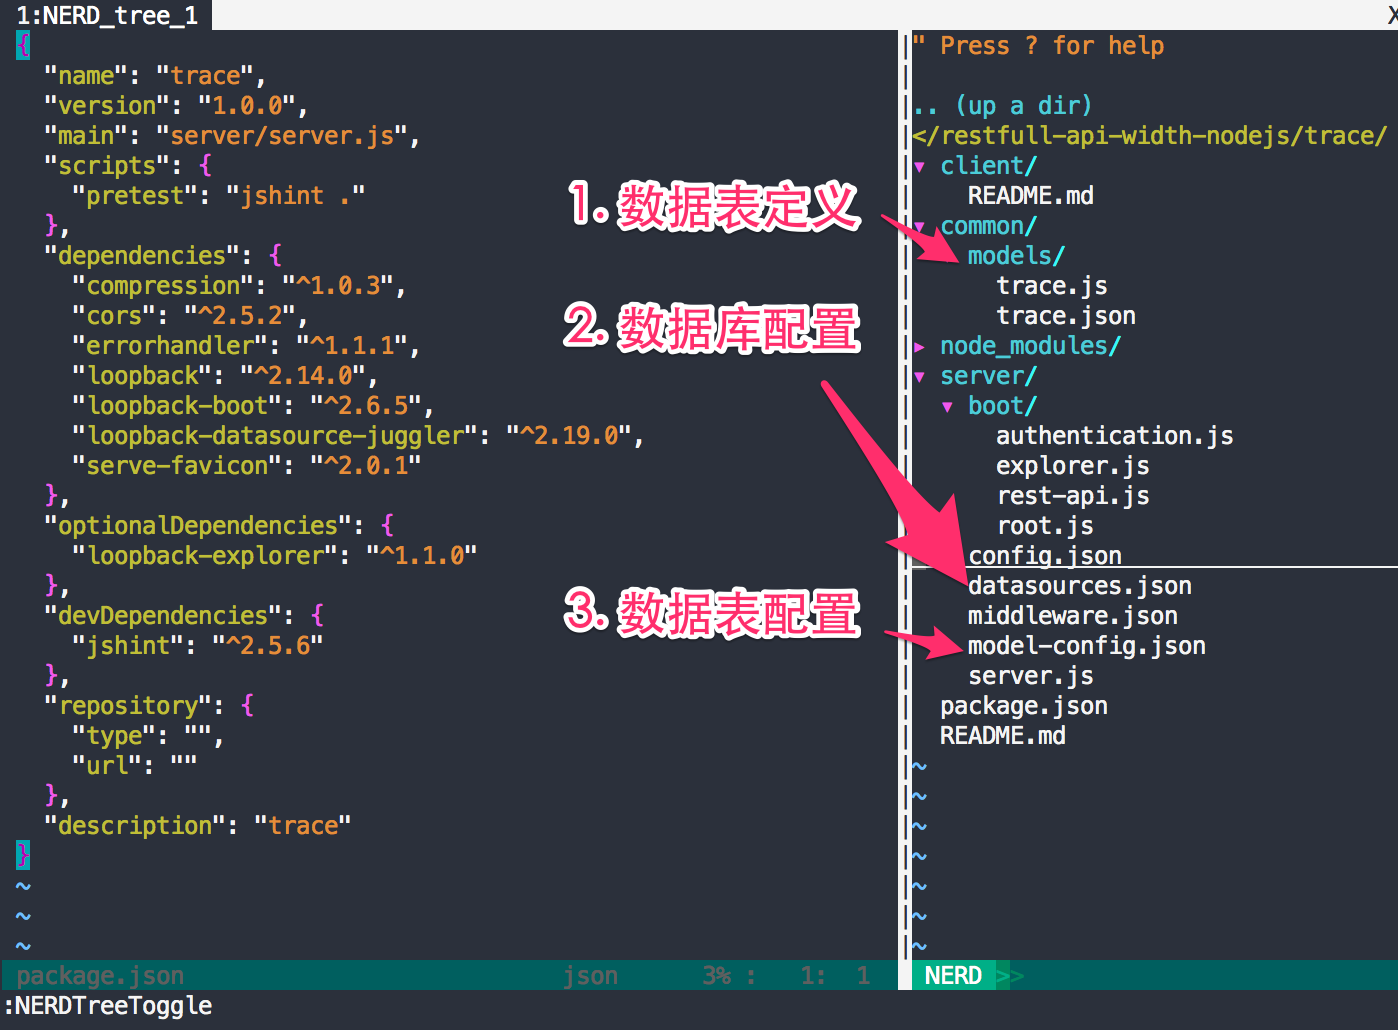 1:NERD_tree_1
X
{
  "name": "trace",
  "version": "1.0.0",
  "main": "server/server.js",
  "scripts": {
    "pretest": "jshint ."
  },
  "dependencies": {
    "compression": "^1.0.3",
    "cors": "^2.5.2",
    "errorhandler": "^1.1.1",
    "loopback": "^2.14.0",
    "loopback-boot": "^2.6.5",
    "loopback-datasource-juggler": "^2.19.0",
    "serve-favicon": "^2.0.1"
  },
  "optionalDependencies": {
    "loopback-explorer": "^1.1.0"
  },
  "devDependencies": {
    "jshint": "^2.5.6"
  },
  "repository": {
    "type": "",
    "url": ""
  },
  "description": "trace"
}
~
~
~
package.json json 3% : 1: 1
1. 数据表定义
2. 数据库配置
3. 数据表配置
" Press ? for help
.. (up a dir)
</restfull-api-width-nodejs/trace/
▾ client/
    README.md
▾ common/
    models/
      trace.js
      trace.json
▸ node_modules/
▾ server/
  ▾ boot/
      authentication.js
      explorer.js
      rest-api.js
      root.js
    config.json
    datasources.json
    middleware.json
    model-config.json
    server.js
  package.json
  README.md
~
~
~
~
~
~
~
NERD >>
:NERDTreeToggle